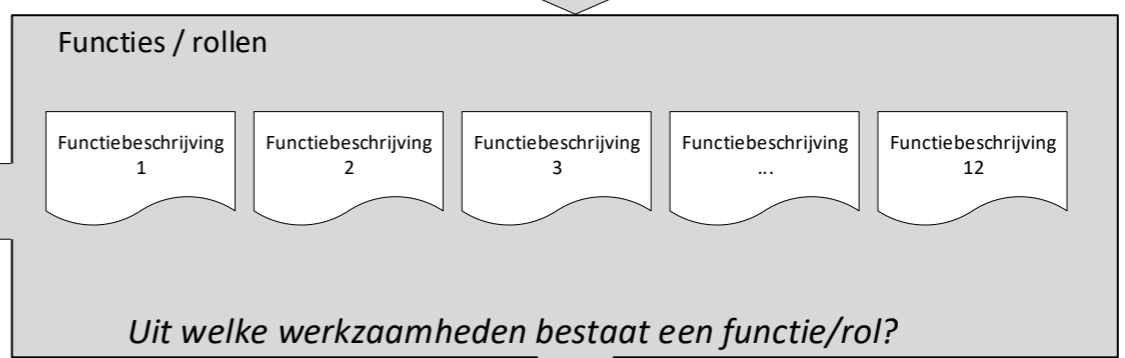 Functies / rollen
Functiebeschrijving
1
Functiebeschrijving
2
Functiebeschrijving
3
Functiebeschrijving
...
Functiebeschrijving
12
Uit welke werkzaamheden bestaat een functie/rol?